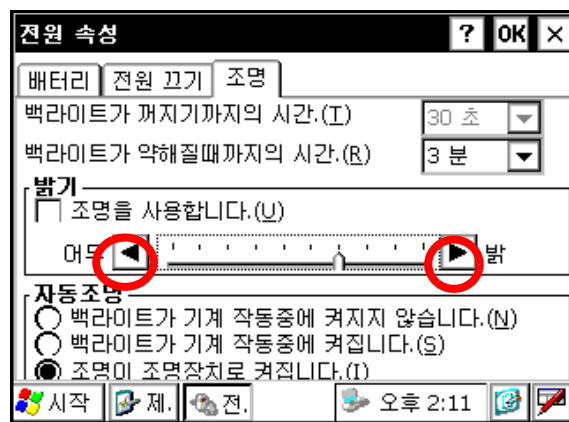 전원 속성 ? OK ×
배터리 전원 끄기 조명
백라이트가 꺼지기까지의 시간.(T) 30 초
백라이트가 약해질때까지의 시간.(R) 3 분
밝기
조명을 사용합니다.(U)
어두 밝
자동조명
백라이트가 기계 작동중에 켜지지 않습니다.(N)
백라이트가 기계 작동중에 켜집니다.(S)
조명이 조명장치로 켜집니다.(I)
시작 제. 전. 오후 2:11